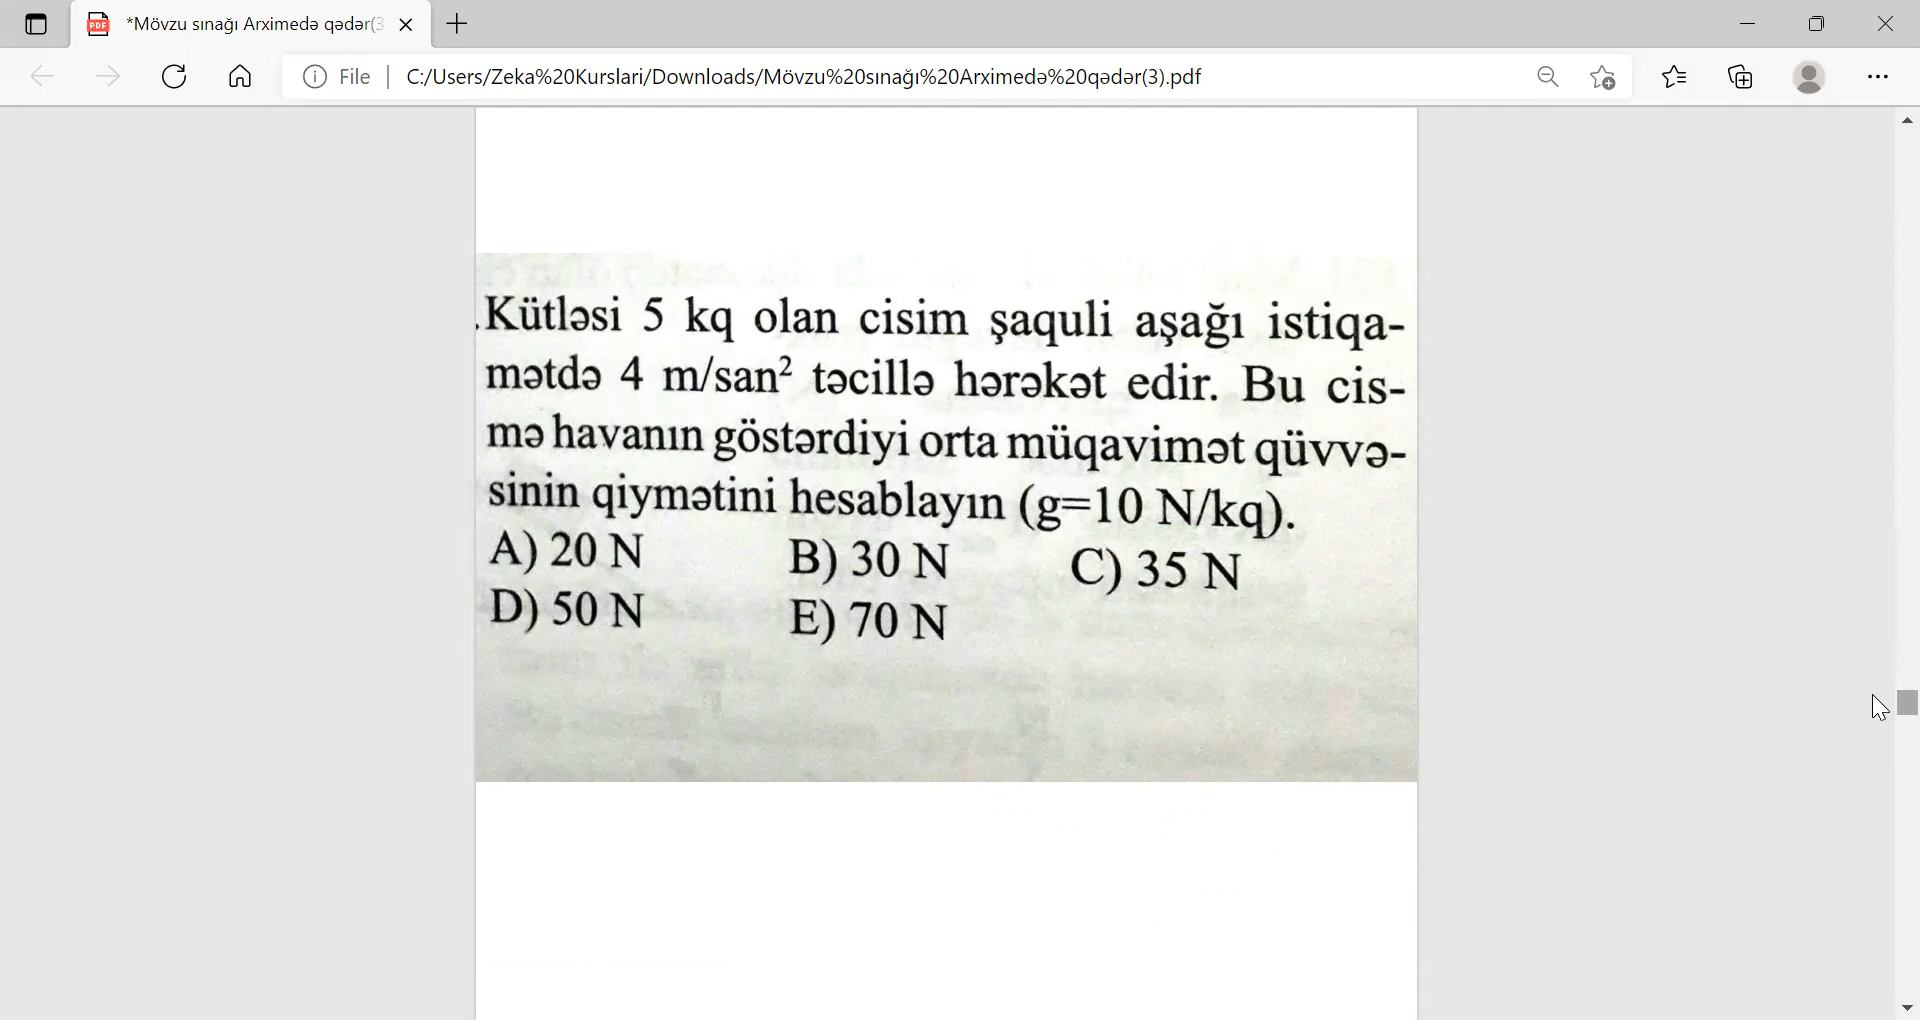 *Mövzu sınağı Arximedə qədər(3
File
C:/Users/Zeka%20Kurslari/Downloads/Mövzu%20sınağı%20Arximedə%20qədər(3).pdf
PDF
.Kütləsi 5 kq olan cisim şaquli aşağı istiqa-
mətdə 4 m/san² təcillə hərəkət edir. Bu cis-
mə havanın göstərdiyi orta müqavimət qüvvə-
sinin qiymətini hesablayın (g=10 N/kq).
A) 20 N B) 30 N C) 35 N
D) 50 N E) 70 N